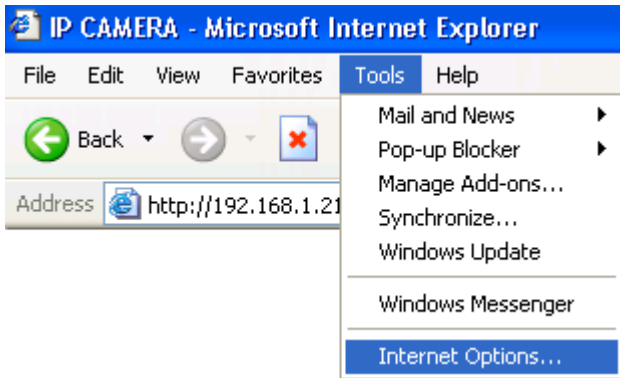 IP CAMERA - Microsoft Internet Explorer
File Edit View Favorites Tools Help
Back
Address http://192.168.1.21
Mail and News
Pop-up Blocker
Manage Add-ons...
Synchronize...
Windows Update
Windows Messenger
Internet Options...